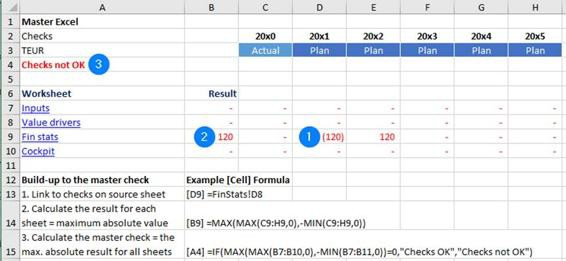 A B C D E F G H
1 Master Excel
2 Checks 20x0 20x1 20x2 20x3 20x4 20x5
3 TEUR Actual Plan Plan Plan Plan Plan
4 Checks not OK 3
5
6 Worksheet Result
7 Inputs - - - - - - -
8 Value drivers - - - - - - -
9 Fin stats 2 120 - 1 (120) 120 - - -
10 Cockpit - - - - - - -
11
12 Build-up to the master check Example [Cell] Formula
13 1. Link to checks on source sheet [D9] =FinStats!D8
2. Calculate the result for each
14 sheet = maximum absolute value [B9] =MAX(MAX(C9:H9,0),-MIN(C9:H9,0))
3. Calculate the master check = the
15 max. absolute result for all sheets [A4] =IF(MAX(MAX(B7:B10,0),-MIN(B7:B11,0))=0,"Checks OK","Checks not OK")